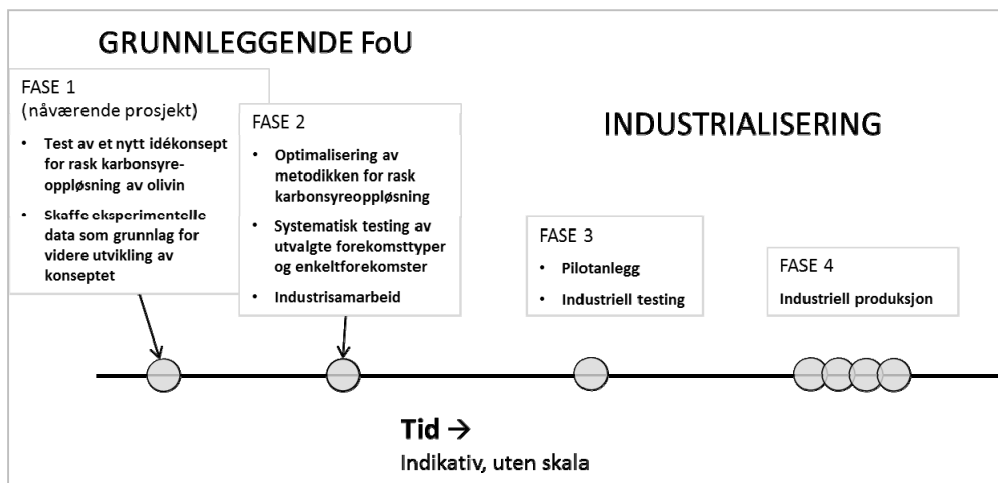 GRUNNLEGGENDE FoU
FASE 1
(nåværende prosjekt)
• Test av et nytt idékonsept
for rask karbonsyre-
oppløsning av olivin
• Skaffe eksperimentelle
data som grunnlag for
videre utvikling av
konseptet
FASE 2
• Optimalisering av
metodikken for rask
karbonsyreoppløsning
• Systematisk testing av
utvalgte forekomsttyper
og enkeltforekomster
• Industrisamarbeid
INDUSTRIALISERING
FASE 3
• Pilotanlegg
• Industriell testing
FASE 4
Industriell produksjon
Tid →
Indikativ, uten skala